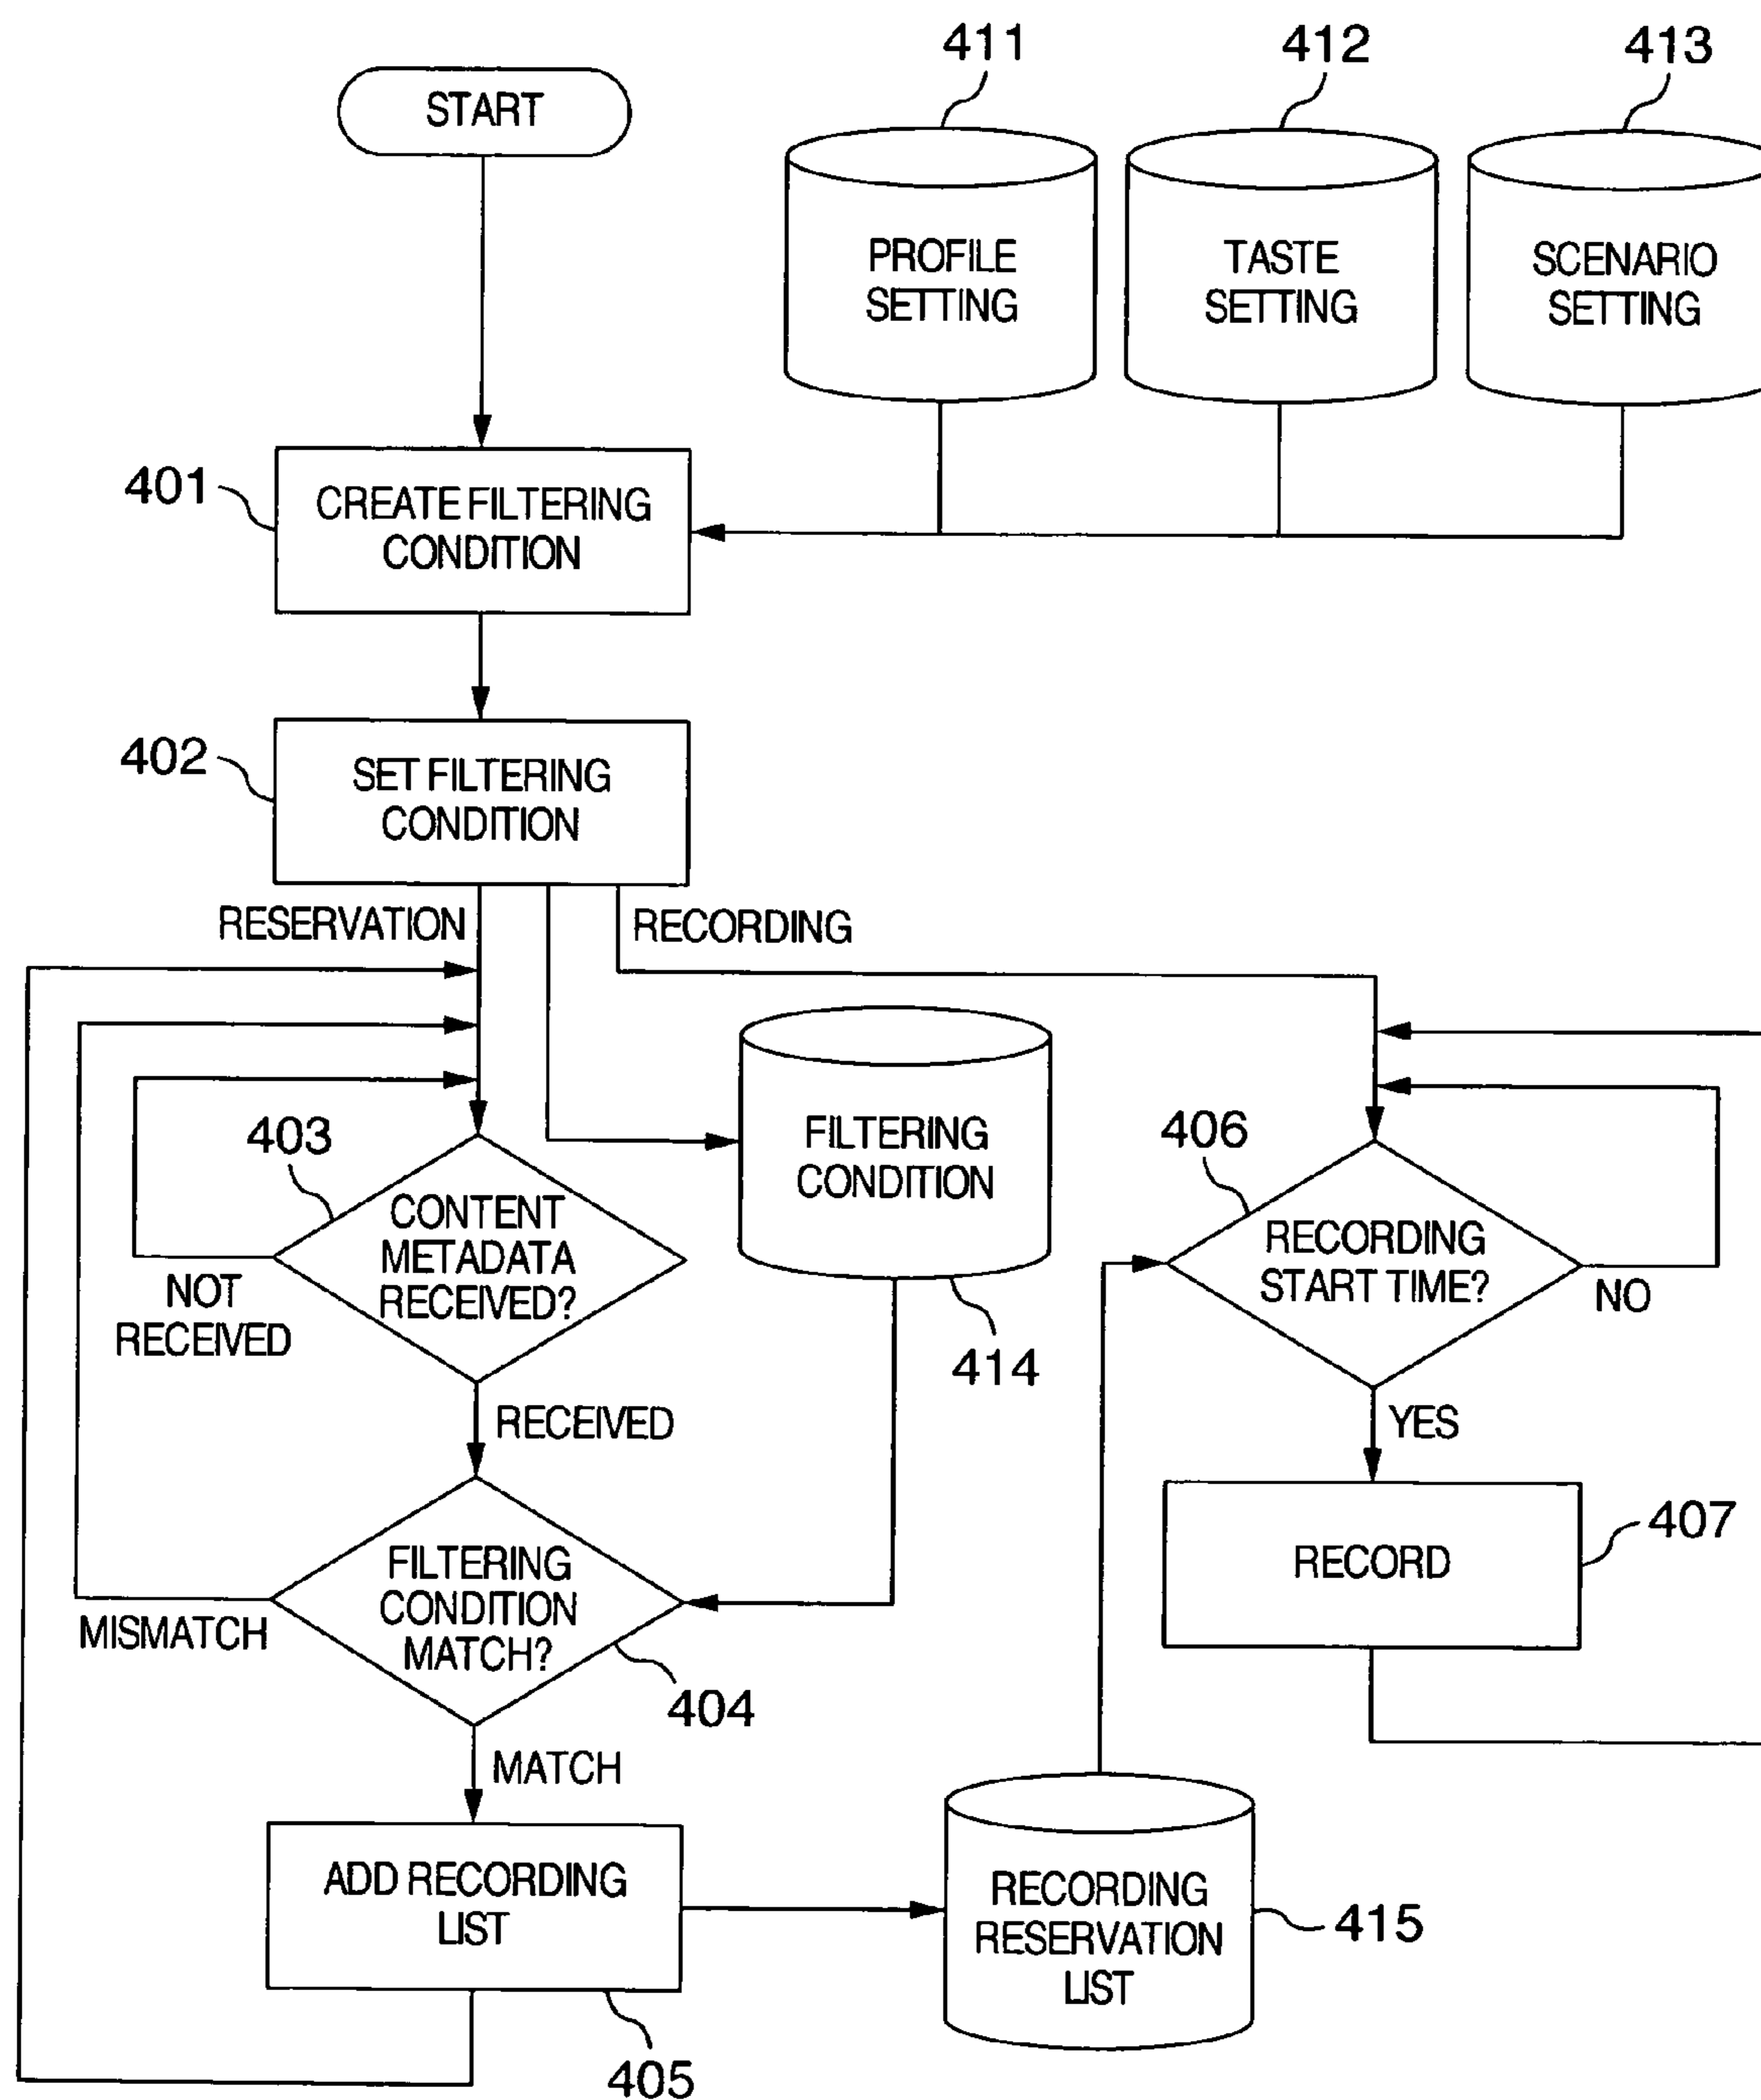 411
412
413
START
PROFILE
SETTING
TASTE
SETTING
SCENARIO
SETTING
401
CREATE FILTERING
CONDITION
402
SET FILTERING
CONDITION
RESERVATION
RECORDING
403
CONTENT
METADATA
RECEIVED?
NOT
RECEIVED
FILTERING
CONDITION
414
406
RECORDING
START TIME?
NO
RECEIVED
YES
FILTERING
CONDITION
MATCH?
MISMATCH
404
RECORD
407
MATCH
ADD RECORDING
LIST
405
RECORDING
RESERVATION
LIST
415